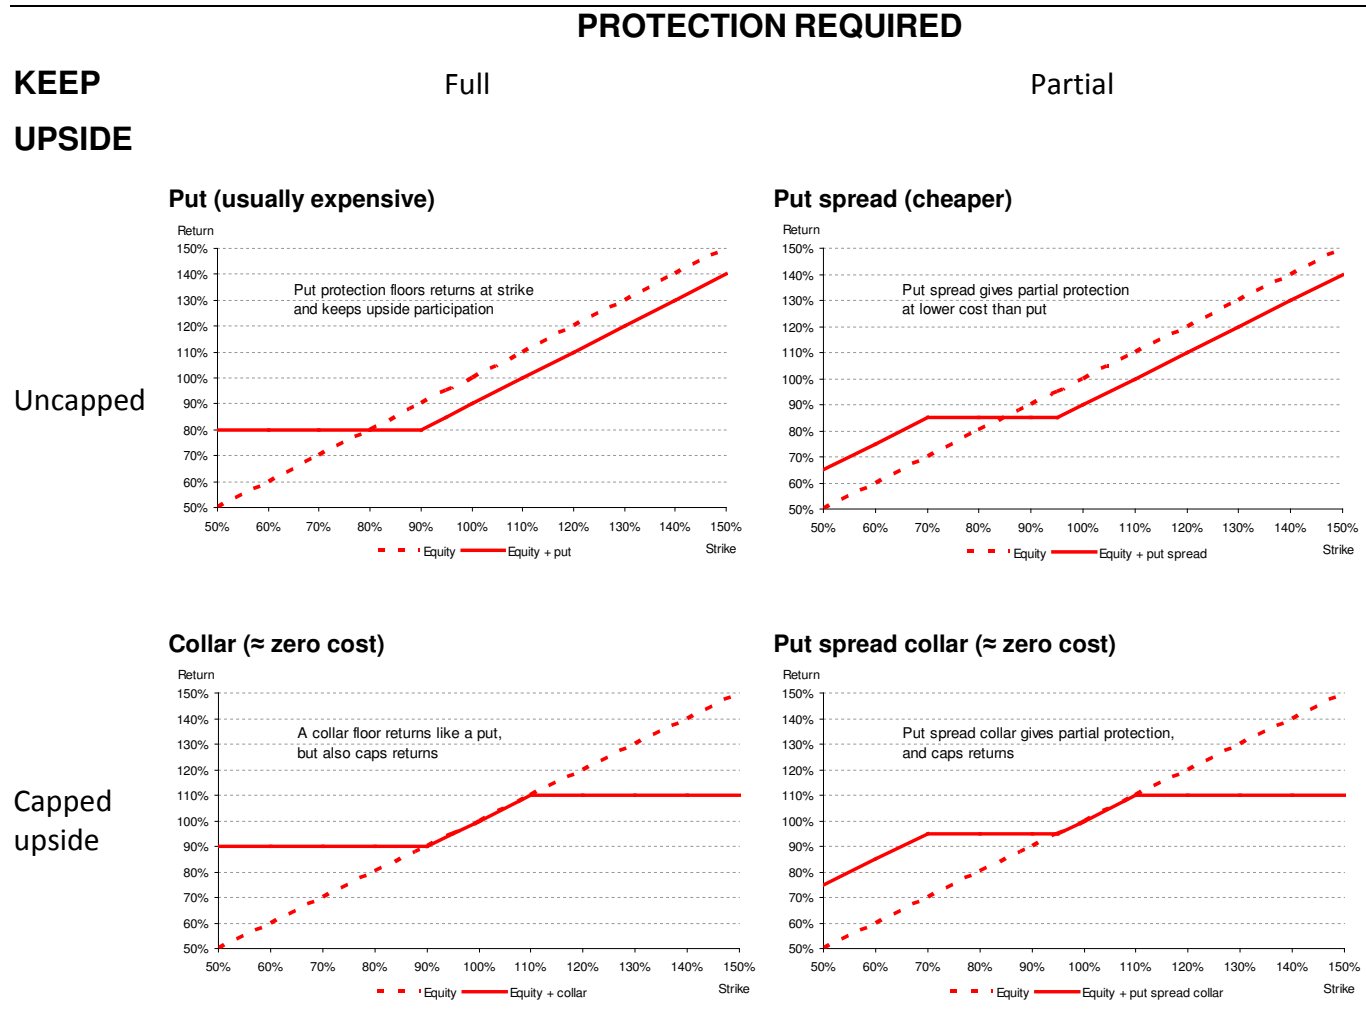 PROTECTION REQUIRED
KEEP
UPSIDE
Full
Partial
Put (usually expensive)
Return
150%
140%
130%
120%
110%
100%
90%
80%
70%
60%
50%
Put protection floors returns at strike
and keeps upside participation
50% 60% 70% 80% 90% 100% 110% 120% 130% 140% 150%
Equity Equity + put
Strike
Put spread (cheaper)
Return
150%
140%
130%
120%
110%
100%
90%
80%
70%
60%
50%
Put spread gives partial protection
at lower cost than put
50% 60% 70% 80% 90% 100% 110% 120% 130% 140% 150%
Equity Equity + put spread
Strike
Uncapped
Collar (≈ zero cost)
Return
150%
140%
130%
120%
110%
100%
90%
80%
70%
60%
50%
A collar floor returns like a put,
but also caps returns
50% 60% 70% 80% 90% 100% 110% 120% 130% 140% 150%
Equity Equity + collar
Strike
Put spread collar (≈ zero cost)
Return
150%
140%
130%
120%
110%
100%
90%
80%
70%
60%
50%
Put spread collar gives partial protection,
and caps returns
50% 60% 70% 80% 90% 100% 110% 120% 130% 140% 150%
Equity Equity + put spread collar
Strike
Capped
upside